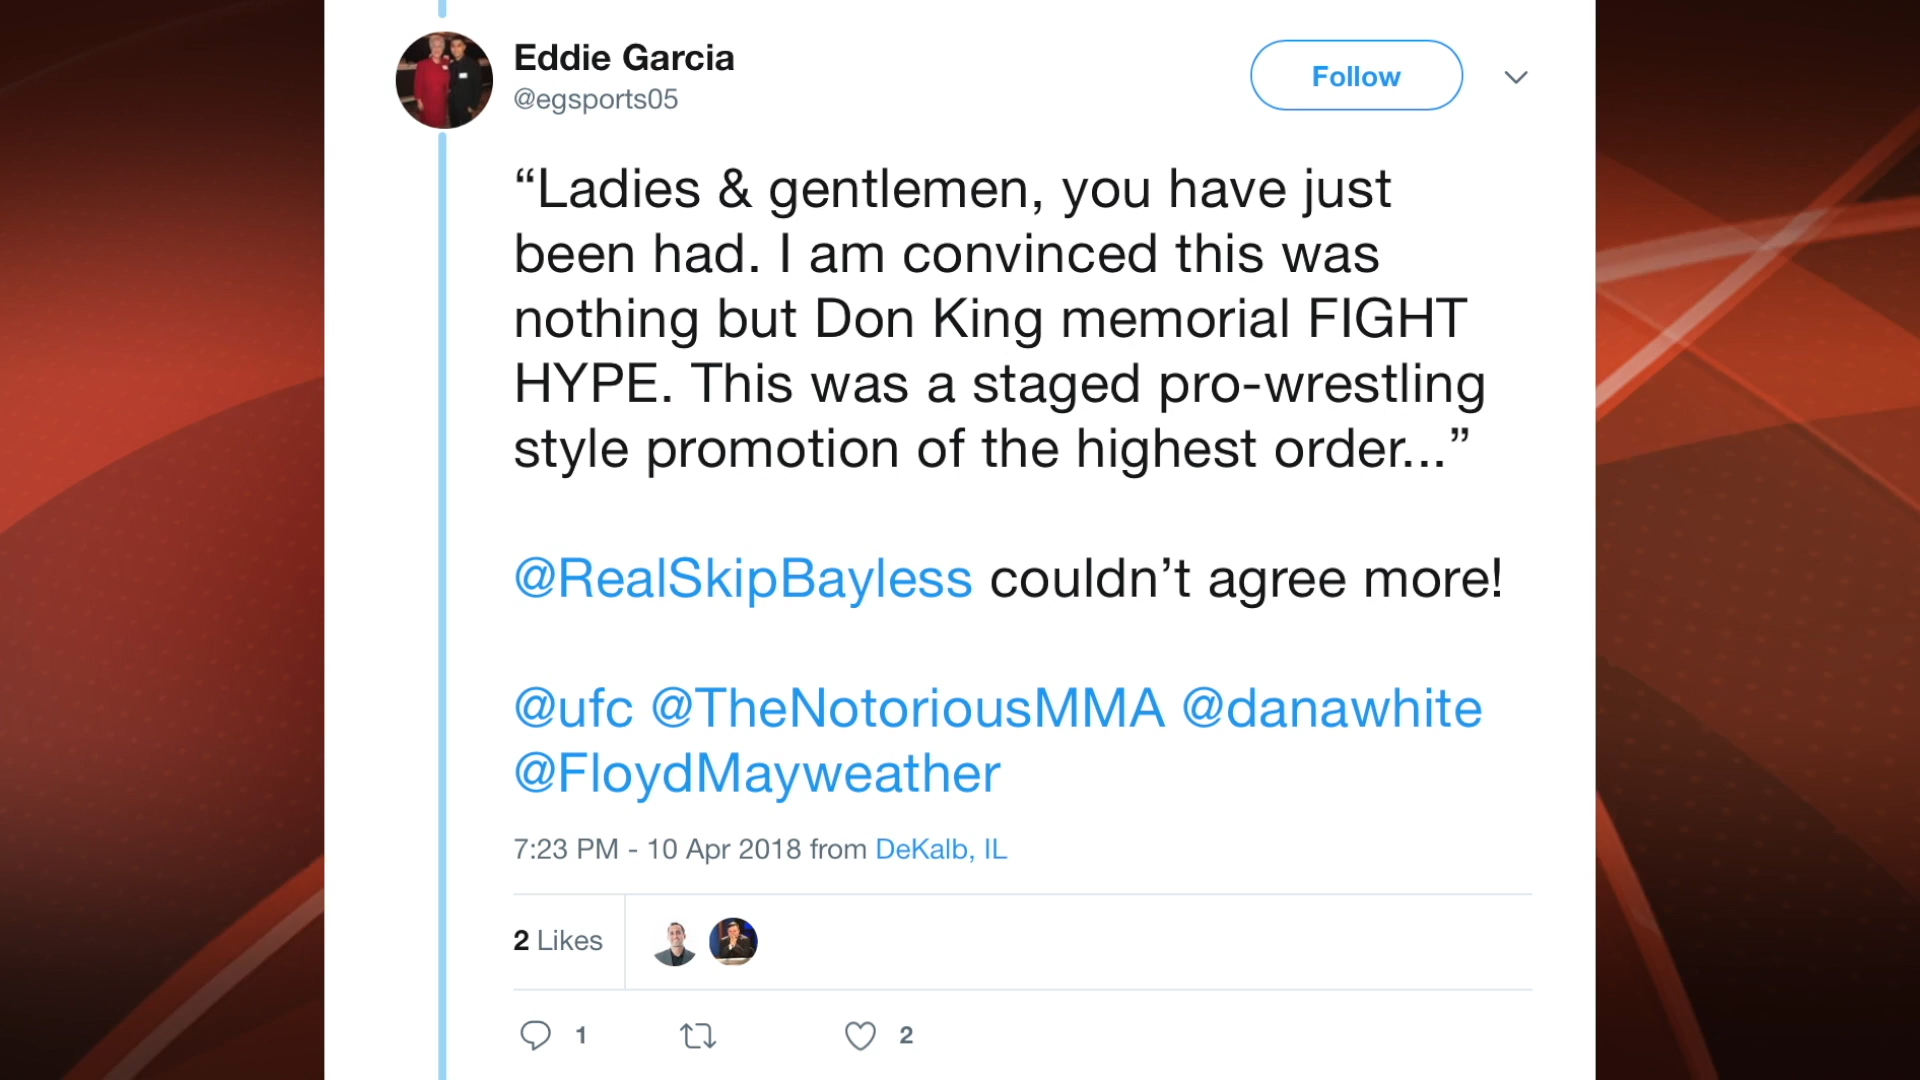 Eddie Garcia
@egsports05
Follow
“Ladies & gentlemen, you have just
been had. I am convinced this was
nothing but Don King memorial FIGHT
HYPE. This was a staged pro-wrestling
style promotion of the highest order...”
@RealSkipBayless couldn’t agree more!
@ufc @TheNotoriousMMA @danawhite
@FloydMayweather
7:23 PM - 10 Apr 2018 from DeKalb, IL
2 Likes
1
2